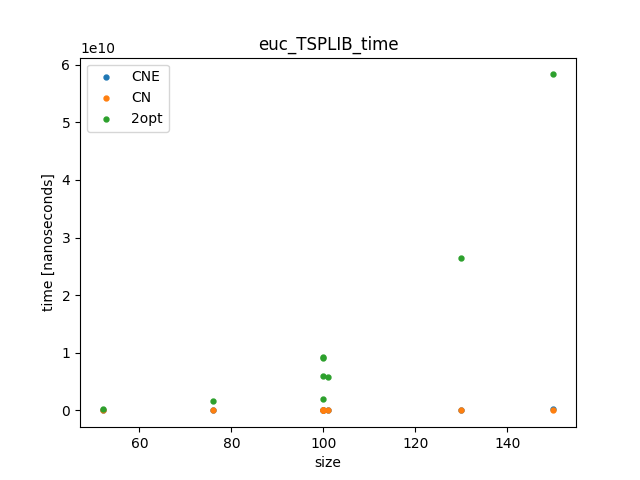 euc_TSPLIB_time
1e10
CNE
CN
2opt
6
5
4
3
2
1
0
time [nanoseconds]
60 80 100 120 140
size